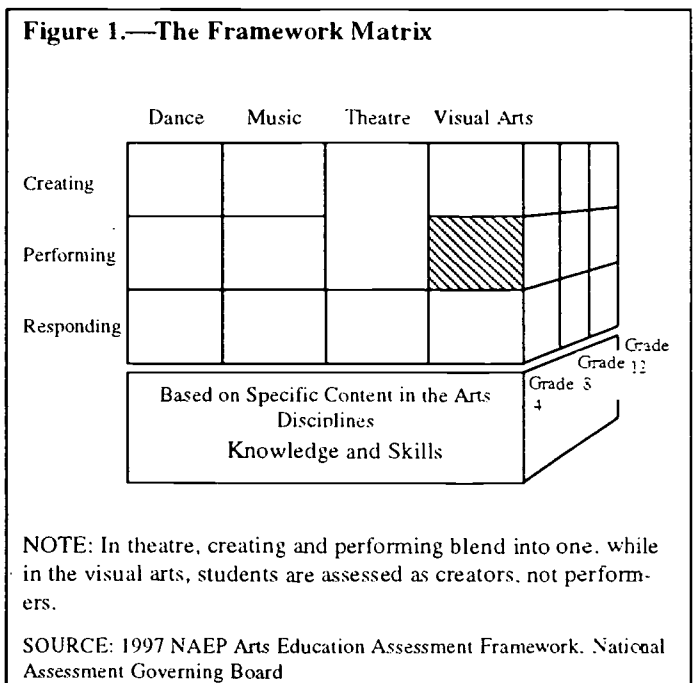 Figure 1.—The Framework Matrix
Dance Music Theatre Visual Arts
Creating
Performing
Responding
Grade 12
Grade 8
Grade 4
Based on Specific Content in the Arts
Disciplines
Knowledge and Skills
NOTE: In theatre, creating and performing blend into one. while
in the visual arts, students are assessed as creators, not perform-
ers.
SOURCE: 1997 NAEP Arts Education Assessment Framework. National
Assessment Governing Board